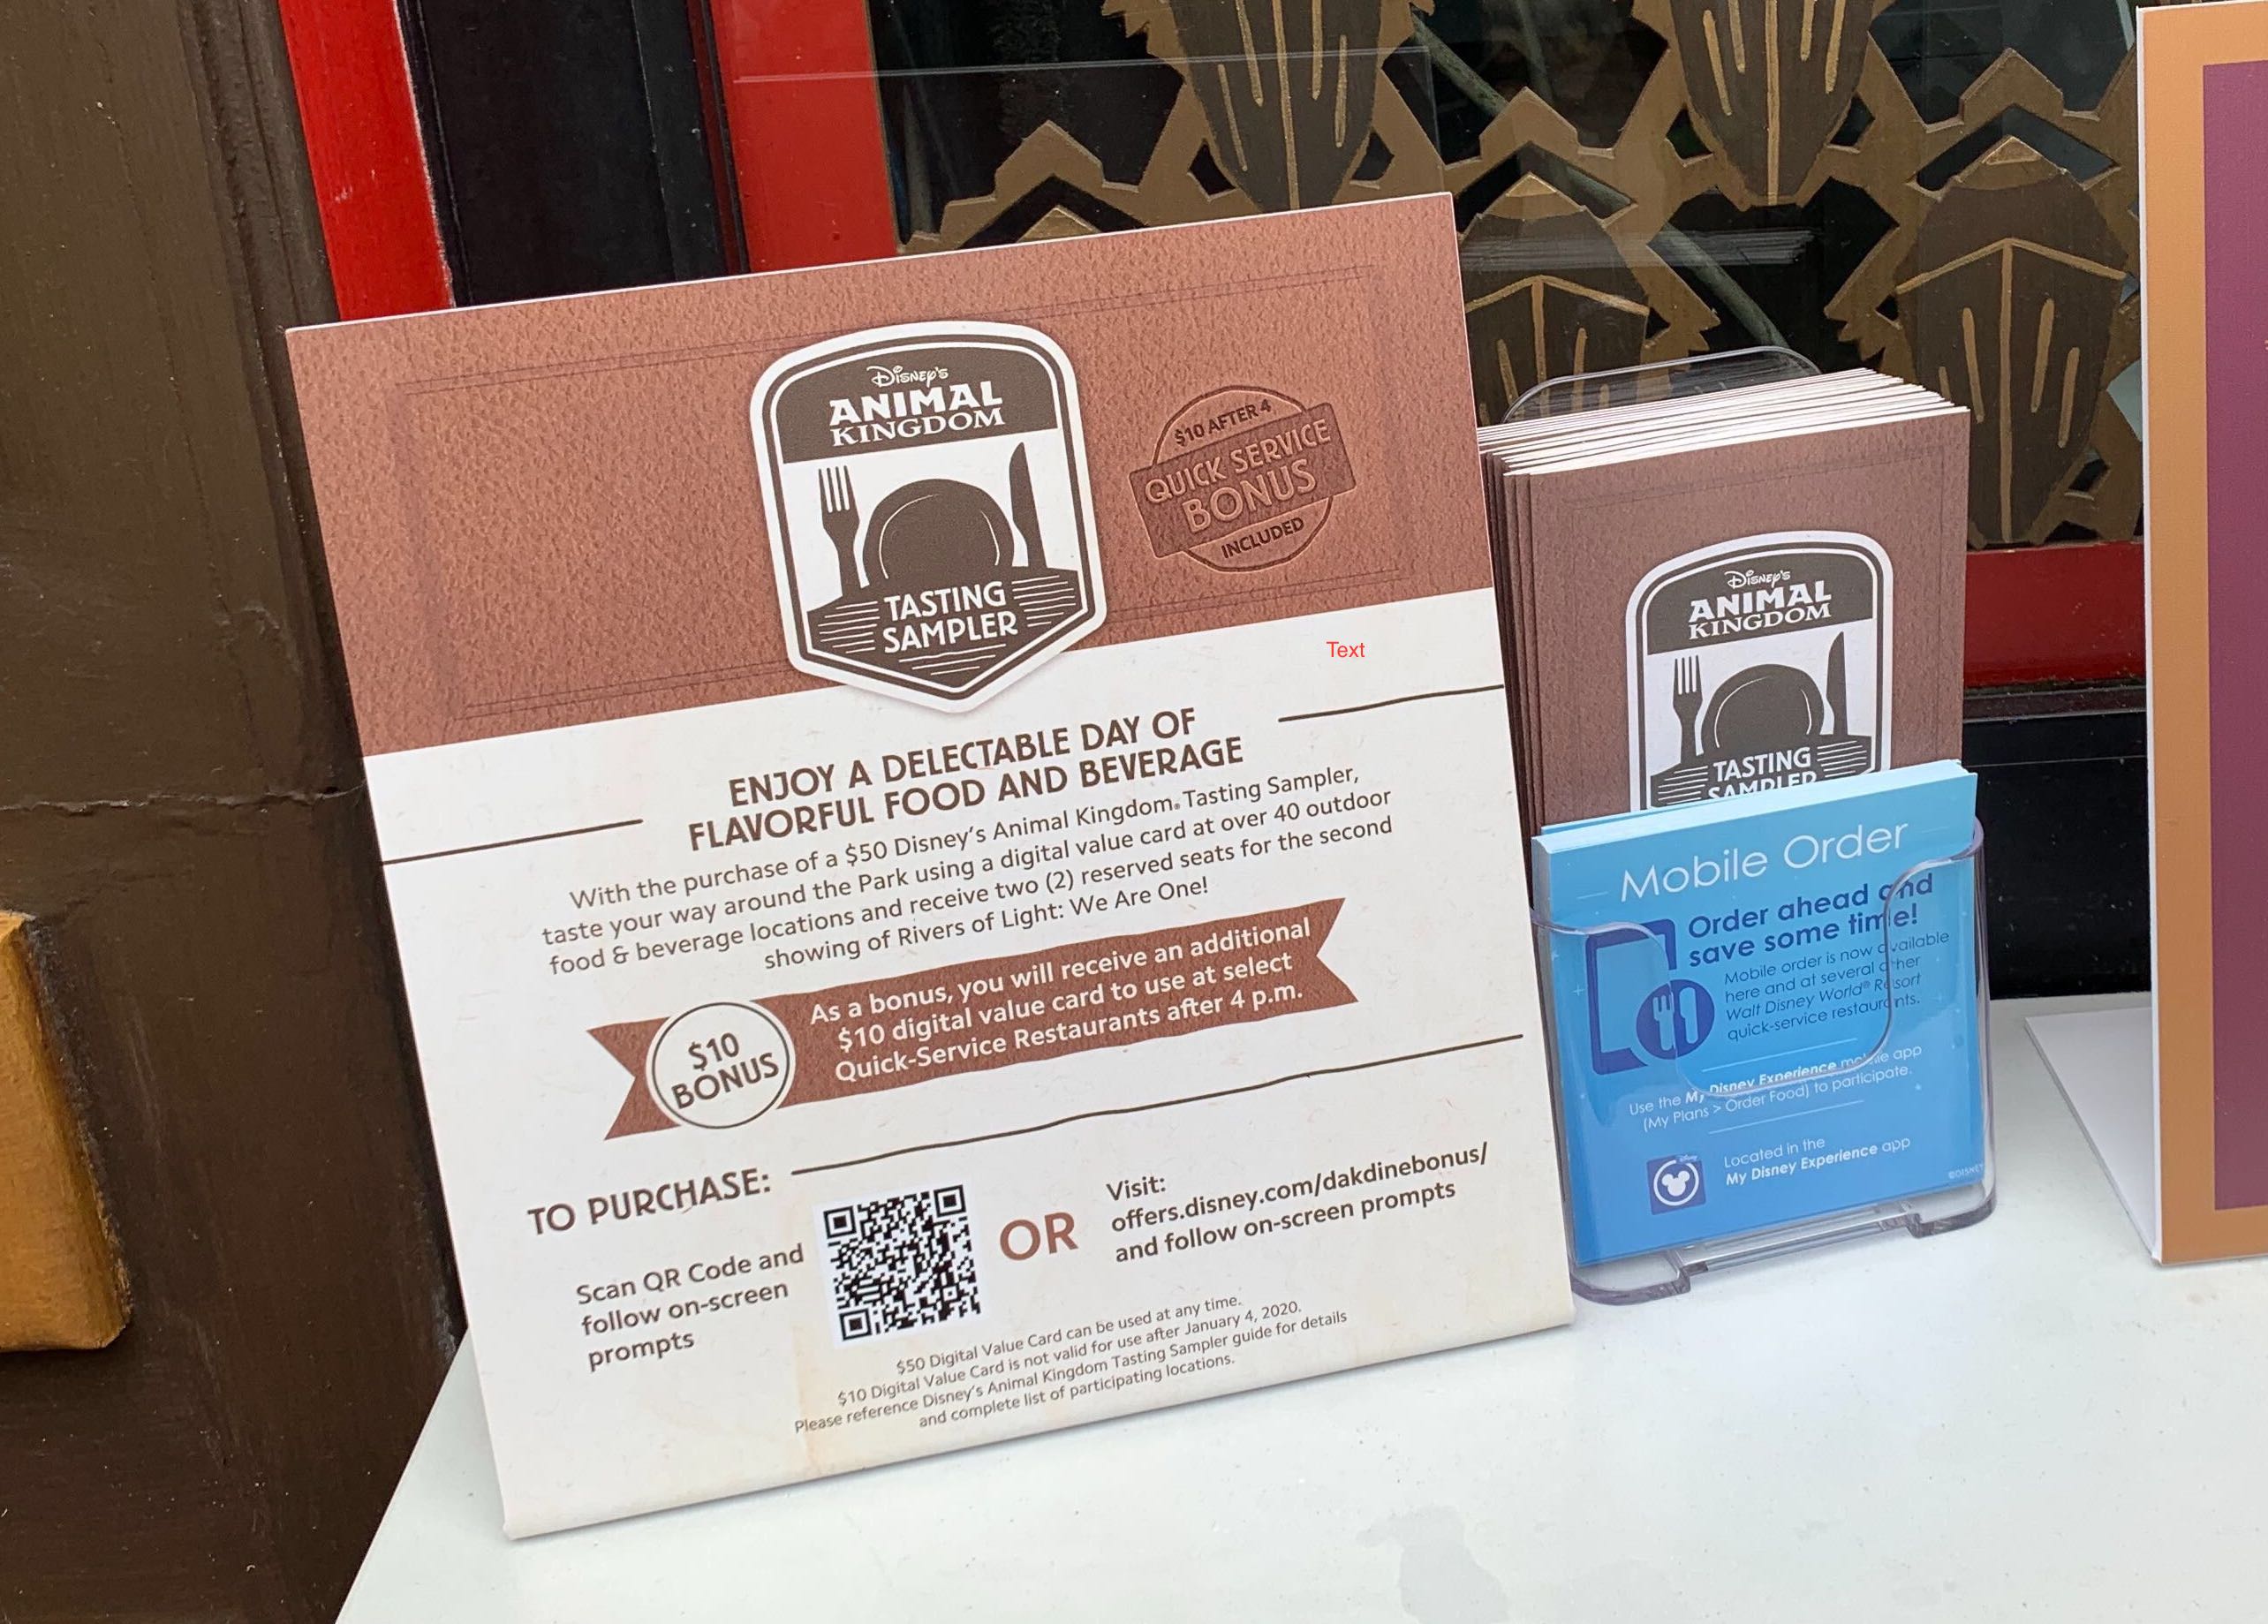 Disney's
ANIMAL
KINGDOM
TASTING
SAMPLER
$10 AFTER 4
QUICK SERVICE
BONUS
INCLUDED
Text
ENJOY A DELECTABLE DAY OF
FLAVORFUL FOOD AND BEVERAGE
With the purchase of a $50 Disney's Animal Kingdom® Tasting Sampler,
taste your way around the Park using a digital value card at over 40 outdoor
food & beverage locations and receive two (2) reserved seats for the second
showing of Rivers of Light: We Are One!
$10
BONUS
As a bonus, you will receive an additional
$10 digital value card to use at select
Quick-Service Restaurants after 4 p.m.
TO PURCHASE:
Scan QR Code and
follow on-screen
prompts
OR
Visit:
offers.disney.com/dakdinebonus/
and follow on-screen prompts
$50 Digital Value Card can be used at any time.
$10 Digital Value Card is not valid for use after January 4, 2020.
Please reference Disney's Animal Kingdom Tasting Sampler guide for details
and complete list of participating locations.
Disney's
ANIMAL
KINGDOM
TASTING
SAMPLER
Mobile Order
Order ahead and
save some time!
Mobile order is now available
here and at several other
Walt Disney World® Resort
quick-service restaurants.
Use the My Disney Experience mobile app
(My Plans > Order Food) to participate.
Located in the
My Disney Experience app
©DISNEY